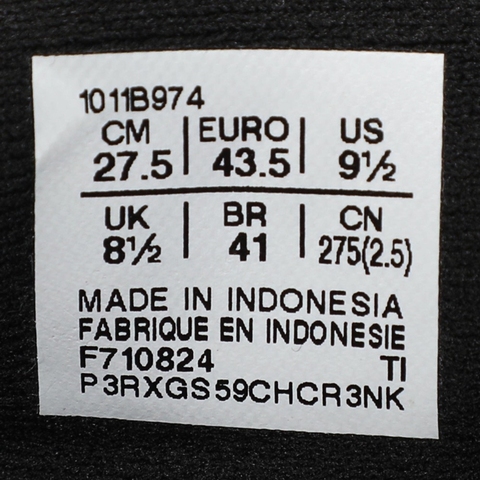 1011B974
CM | EURO | US
27.5 | 43.5 | 9½
UK | BR | CN
8½ | 41 | 275(2.5)
MADE IN INDONESIA
FABRIQUE EN INDONESIE
F710824 TI
P3RXGS59CHCR3NK